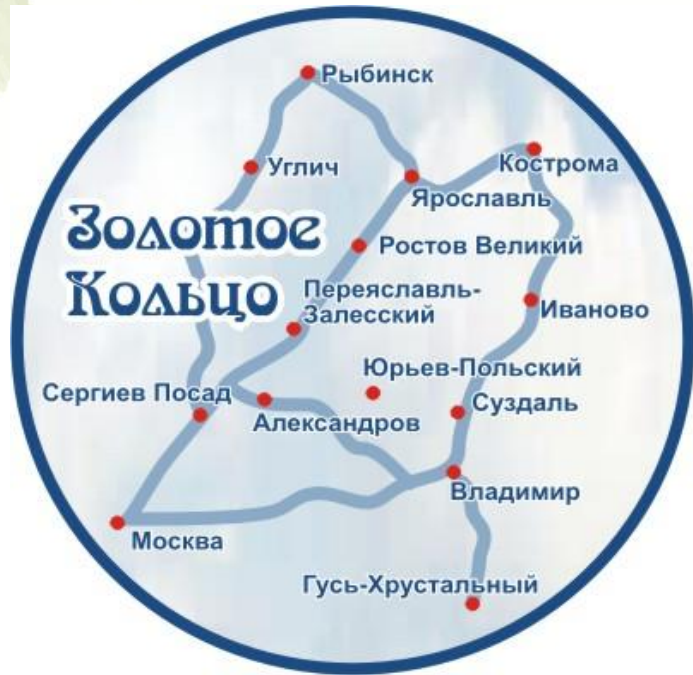 Рыбинск
Углич
Кострома
Ярославль
Золотое
Кольцо
Ростов Великий
Переяславль-
Залесский
Иваново
Юрьев-Польский
Сергиев Посад
Александров
Суздаль
Владимир
Москва
Гусь-Хрустальный